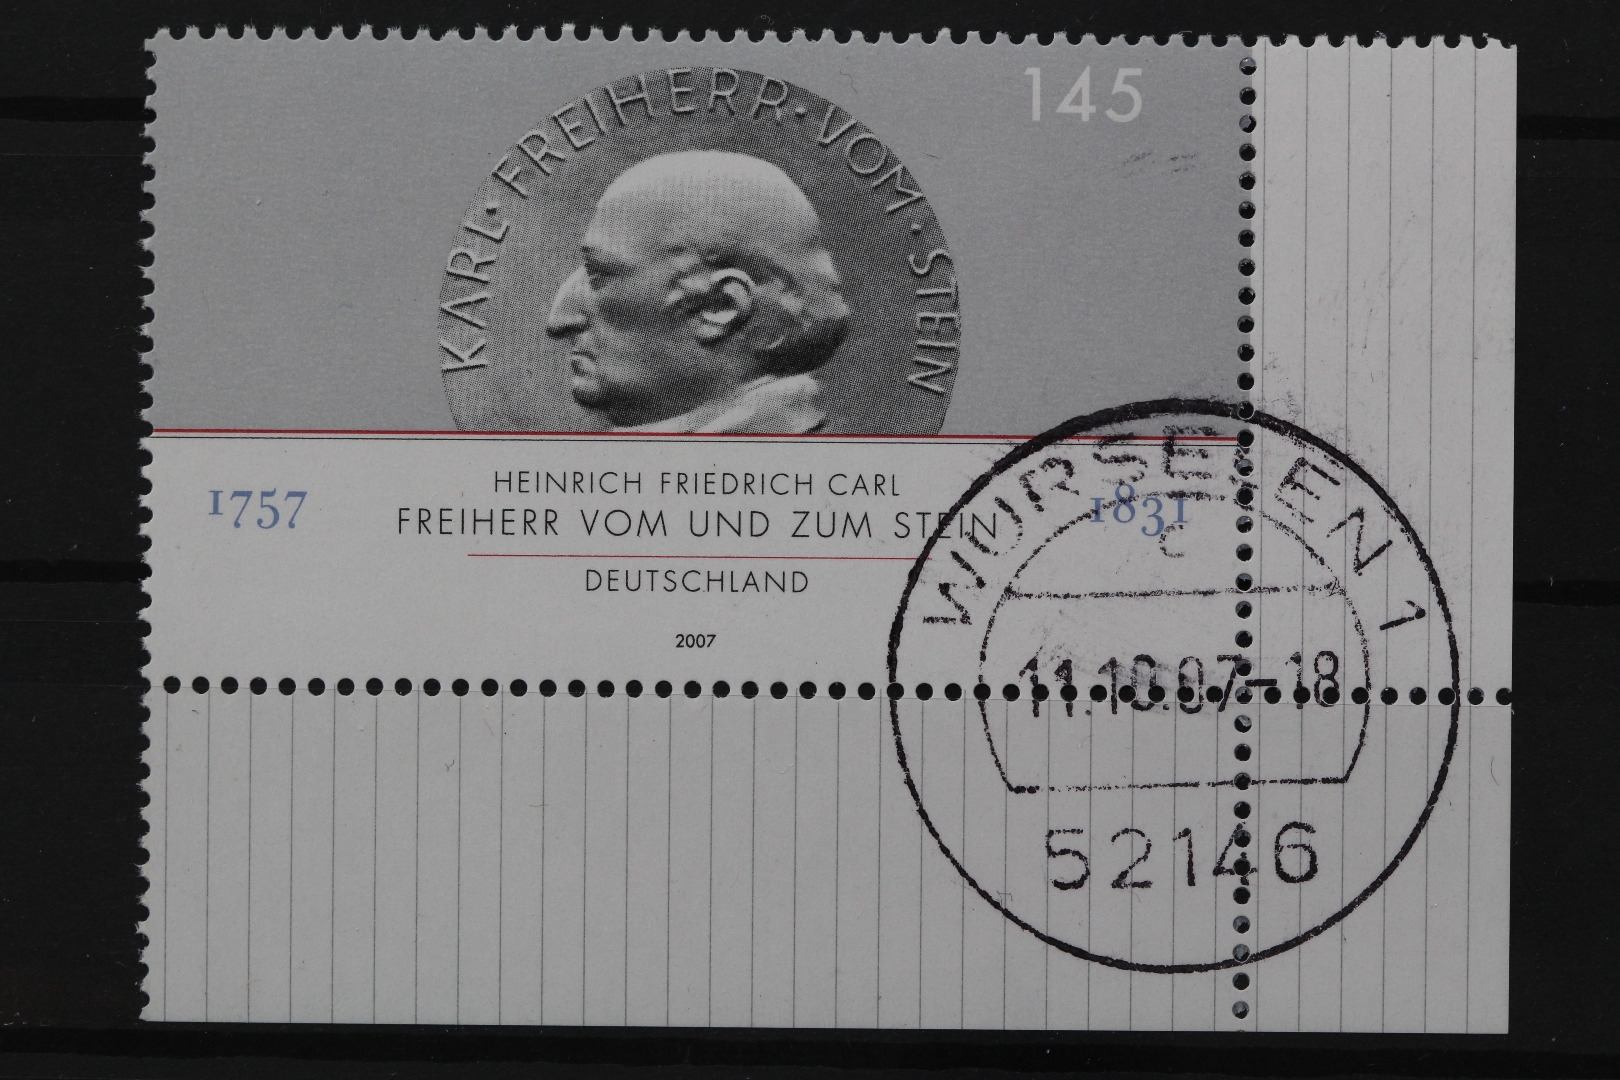 145
KARL · FREIHERR · VOM · STEIN
1757
HEINRICH FRIEDRICH CARL
FREIHERR VOM UND ZUM STEIN
1831
DEUTSCHLAND
2007
WÜRSELEN 1
c
11.10.07-18
52146